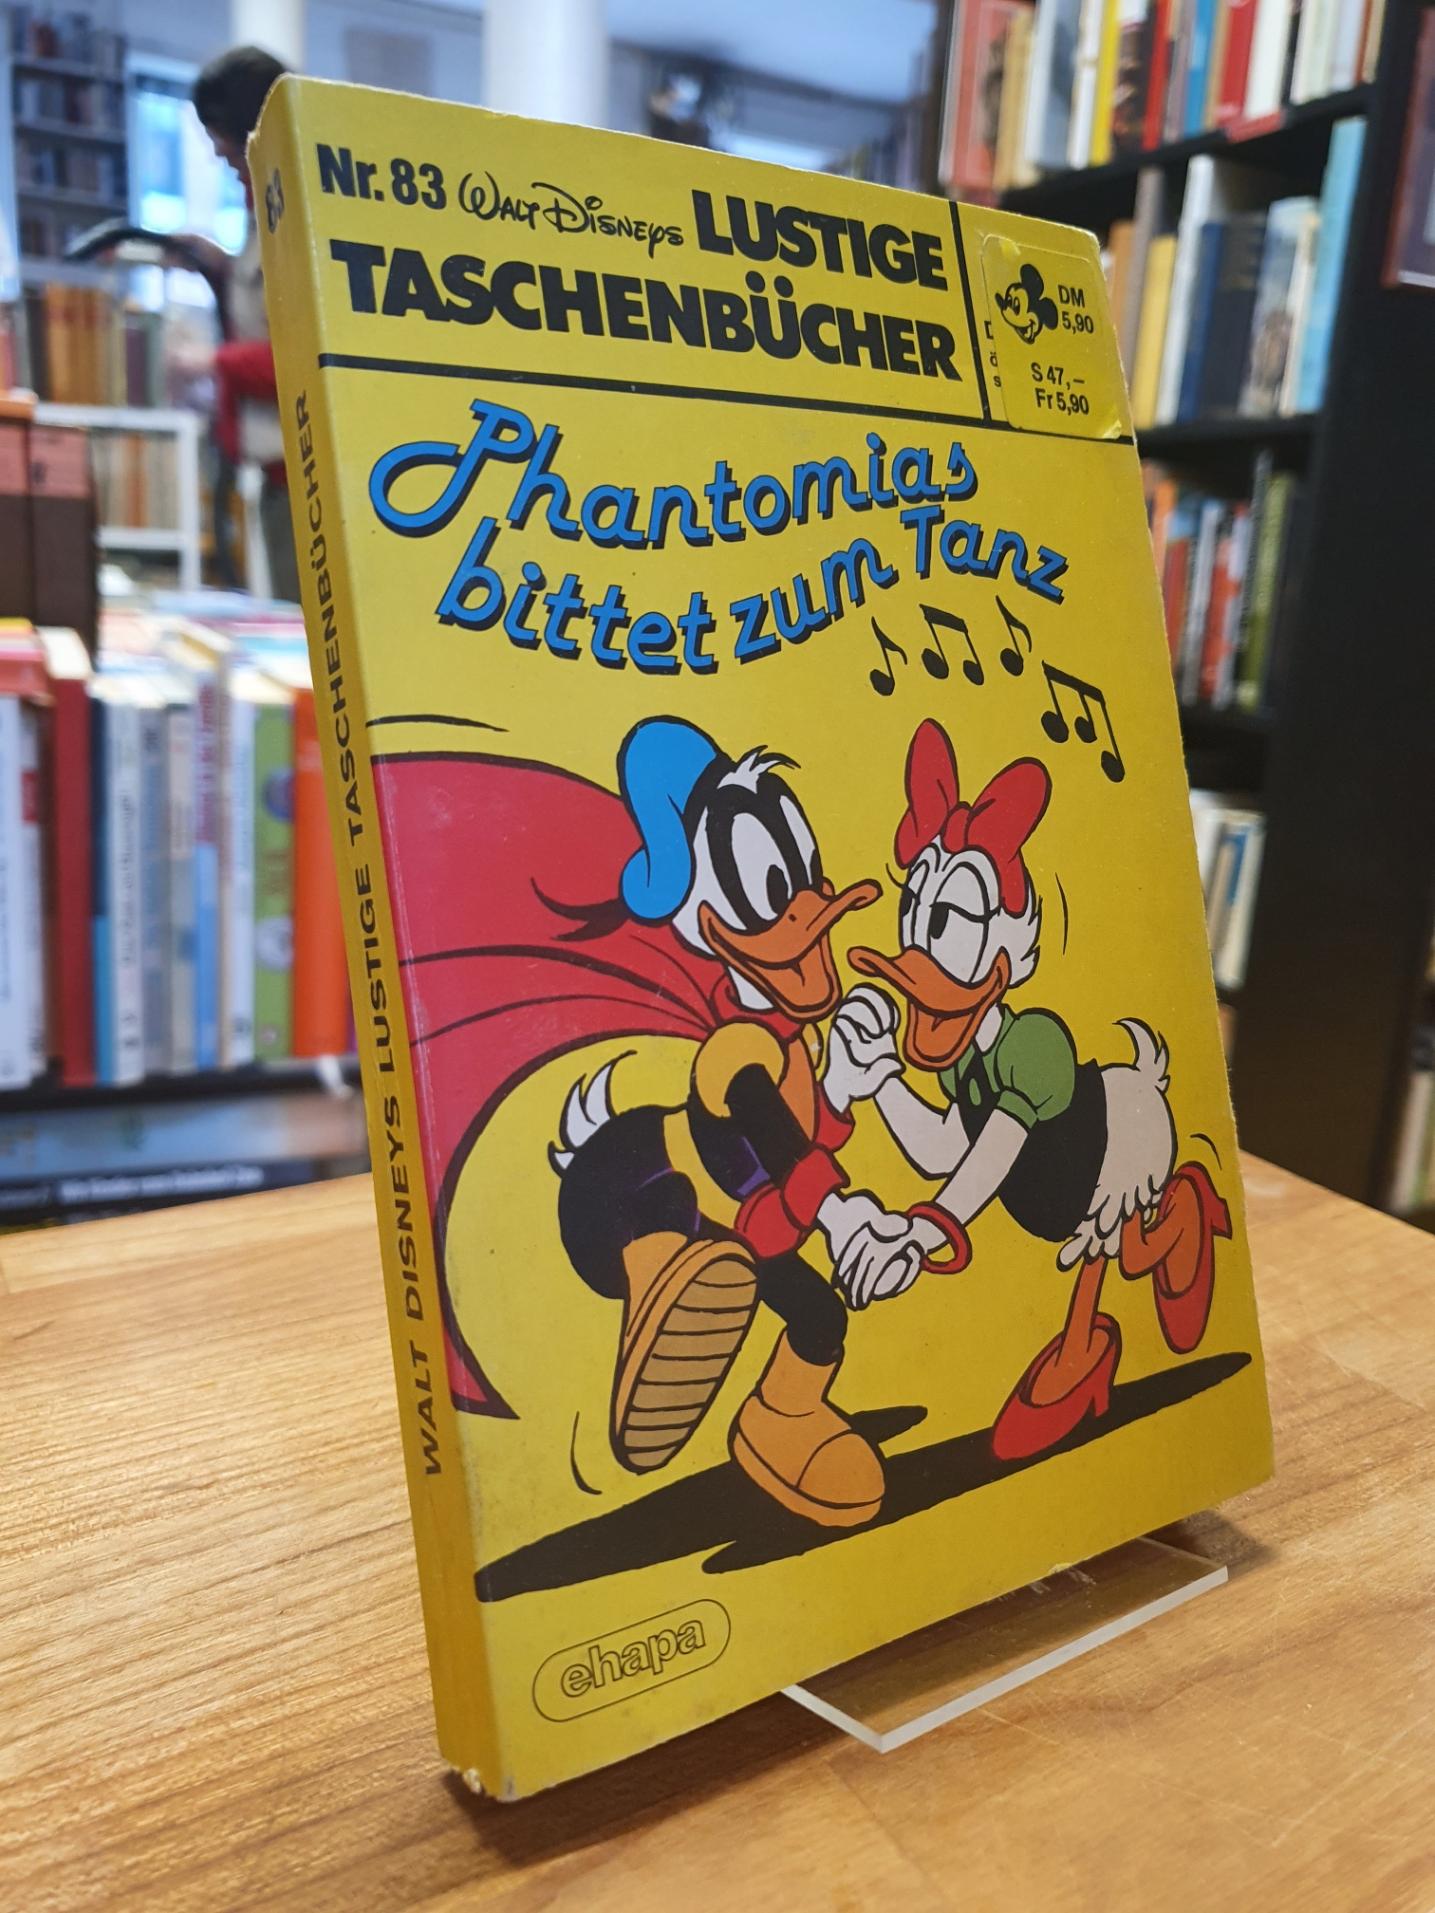 Nr. 83 Walt Disneys LUSTIGE
TASCHENBÜCHER
DM
5,90
S 47,–
Fr 5,90
Phantomias
bittet zum Tanz
ehapa
83
WALT DISNEYS LUSTIGE TASCHENBÜCHER